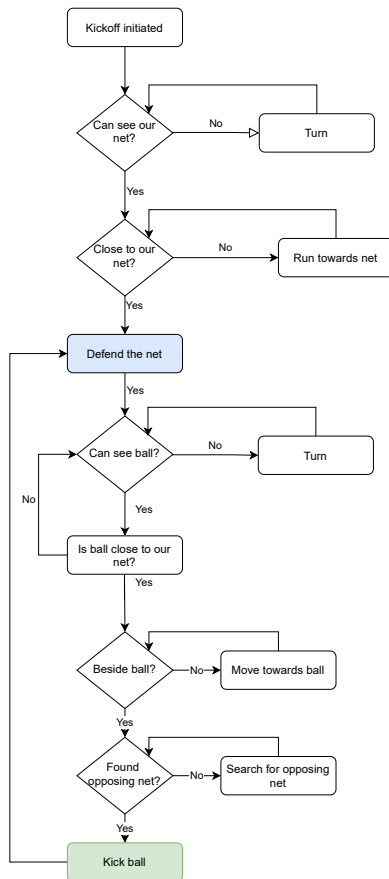 Kickoff initiated
Can see our
net?
No
Turn
Yes
Close to our
net?
No
Run towards net
Yes
Defend the net
Yes
Can see ball?
No
Turn
No
Yes
Is ball close to our
net?
Yes
Beside ball?
No
Move towards ball
Yes
Found
opposing net?
No
Search for opposing
net
Yes
Kick ball